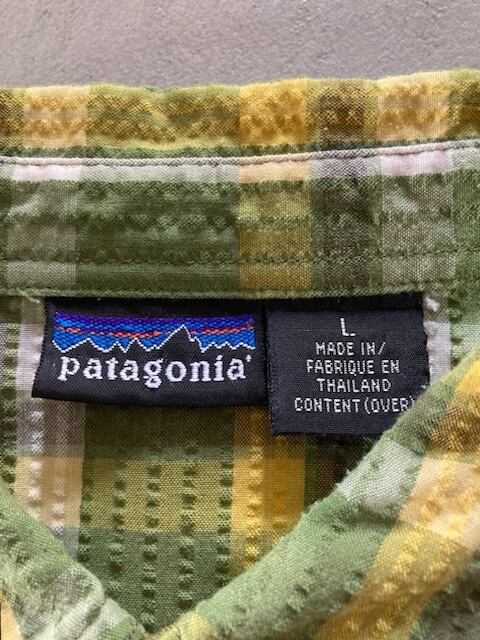 patagonia®
L
MADE IN/
FABRIQUE EN
THAILAND
CONTENT(OVER)